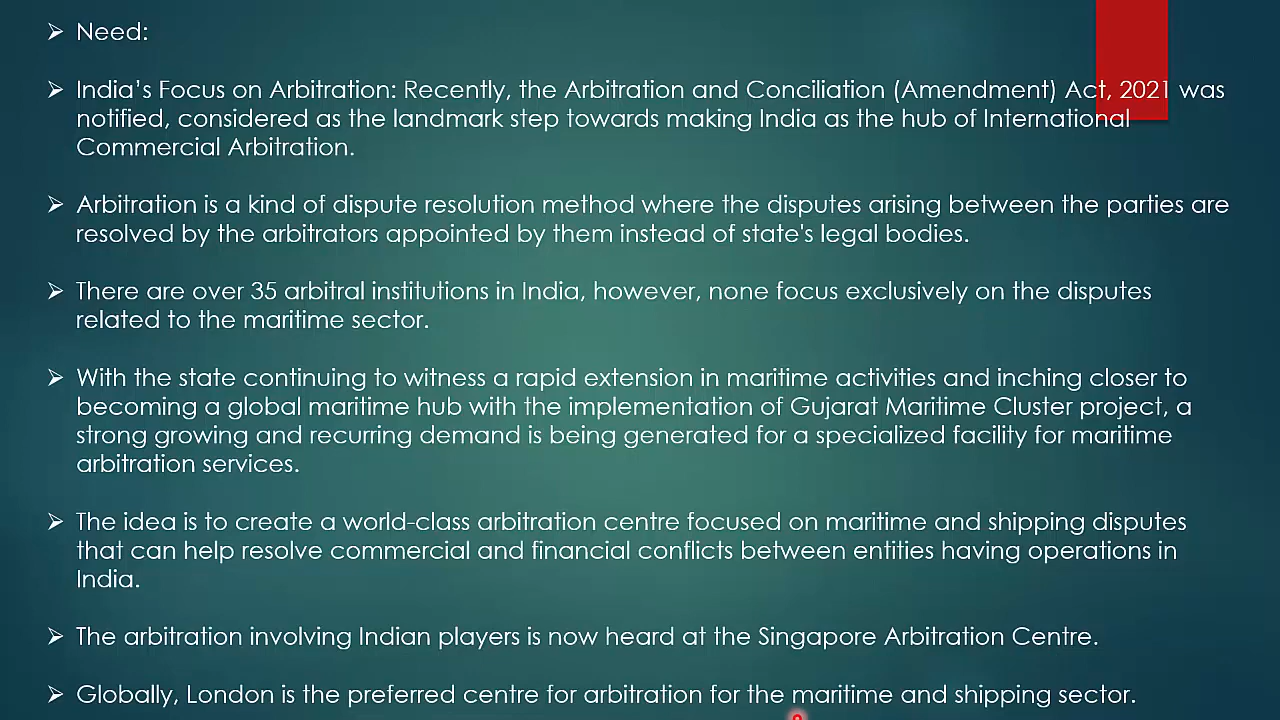 Need:
India's Focus on Arbitration: Recently, the Arbitration and Conciliation (Amendment) Act, 2021 was
notified, considered as the landmark step towards making India as the hub of International
Commercial Arbitration.
Arbitration is a kind of dispute resolution method where the disputes arising between the parties are
resolved by the arbitrators appointed by them instead of state's legal bodies.
There are over 35 arbitral institutions in India, however, none focus exclusively on the disputes
related to the maritime sector.
With the state continuing to witness a rapid extension in maritime activities and inching closer to
becoming a global maritime hub with the implementation of Gujarat Maritime Cluster project, a
strong growing and recurring demand is being generated for a specialized facility for maritime
arbitration services.
The idea is to create a world-class arbitration centre focused on maritime and shipping disputes
that can help resolve commercial and financial conflicts between entities having operations in
India.
The arbitration involving Indian players is now heard at the Singapore Arbitration Centre.
Globally, London is the preferred centre for arbitration for the maritime and shipping sector.